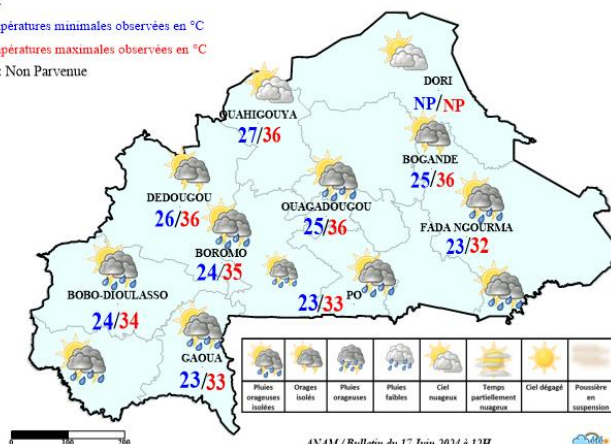 pératures minimales observées en °C
pératures maximales observées en °C
: Non Parvenue
DORI
NP/NP
OUAHIGOUYA
27/36
BOGANDE
25/36
DEDOUGOU
26/36
OUAGADOUGOU
25/36
FADA NGOURMA
23/32
BOROMO
24/35
BOBO-DIOULASSO
24/34
PO
23/33
GAOUA
23/33
Pluies orageuses isolées
Orages isolés
Pluies orageuses
Pluies faibles
Ciel nuageux
Temps partiellement nuageux
Ciel dégagé
Poussière en suspension
ANAM / Bulletin du 17 Juin 2024 à 12H